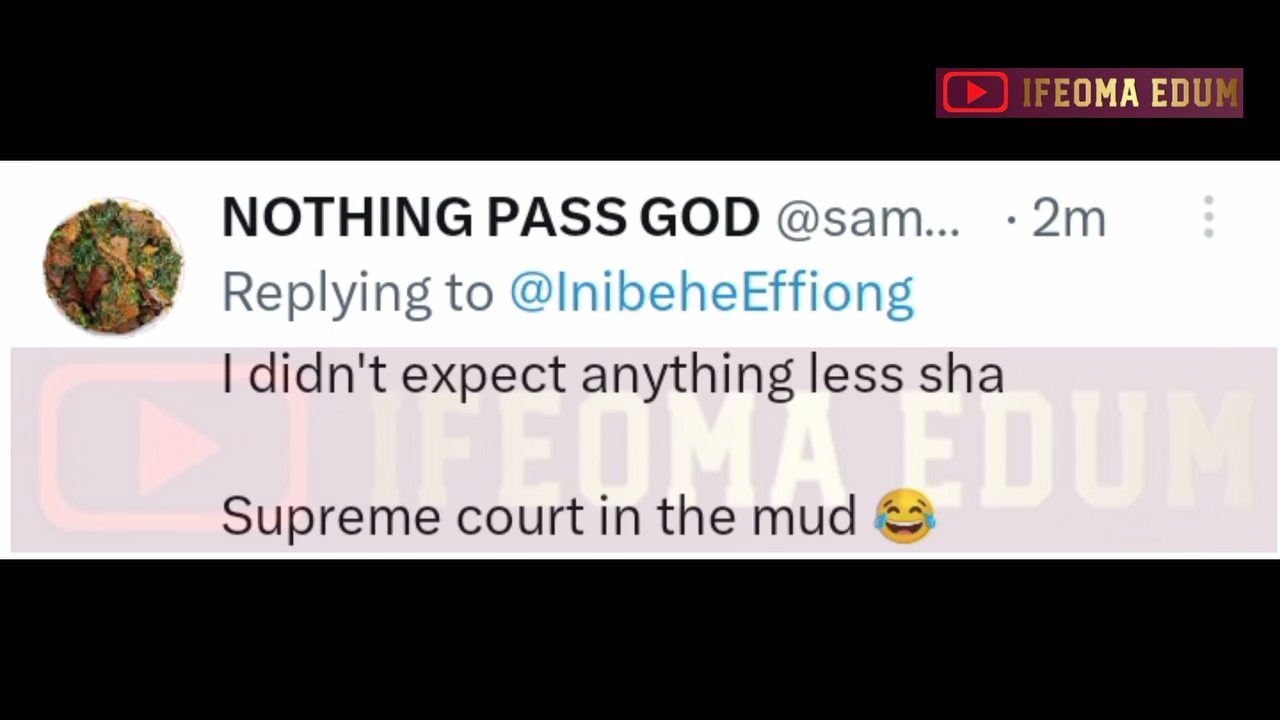 IFEOMA EDUM
NOTHING PASS GOD @sam... · 2m
Replying to @InibeheEffiong
I didn't expect anything less sha
IFEOMA EDUM
Supreme court in the mud 😂